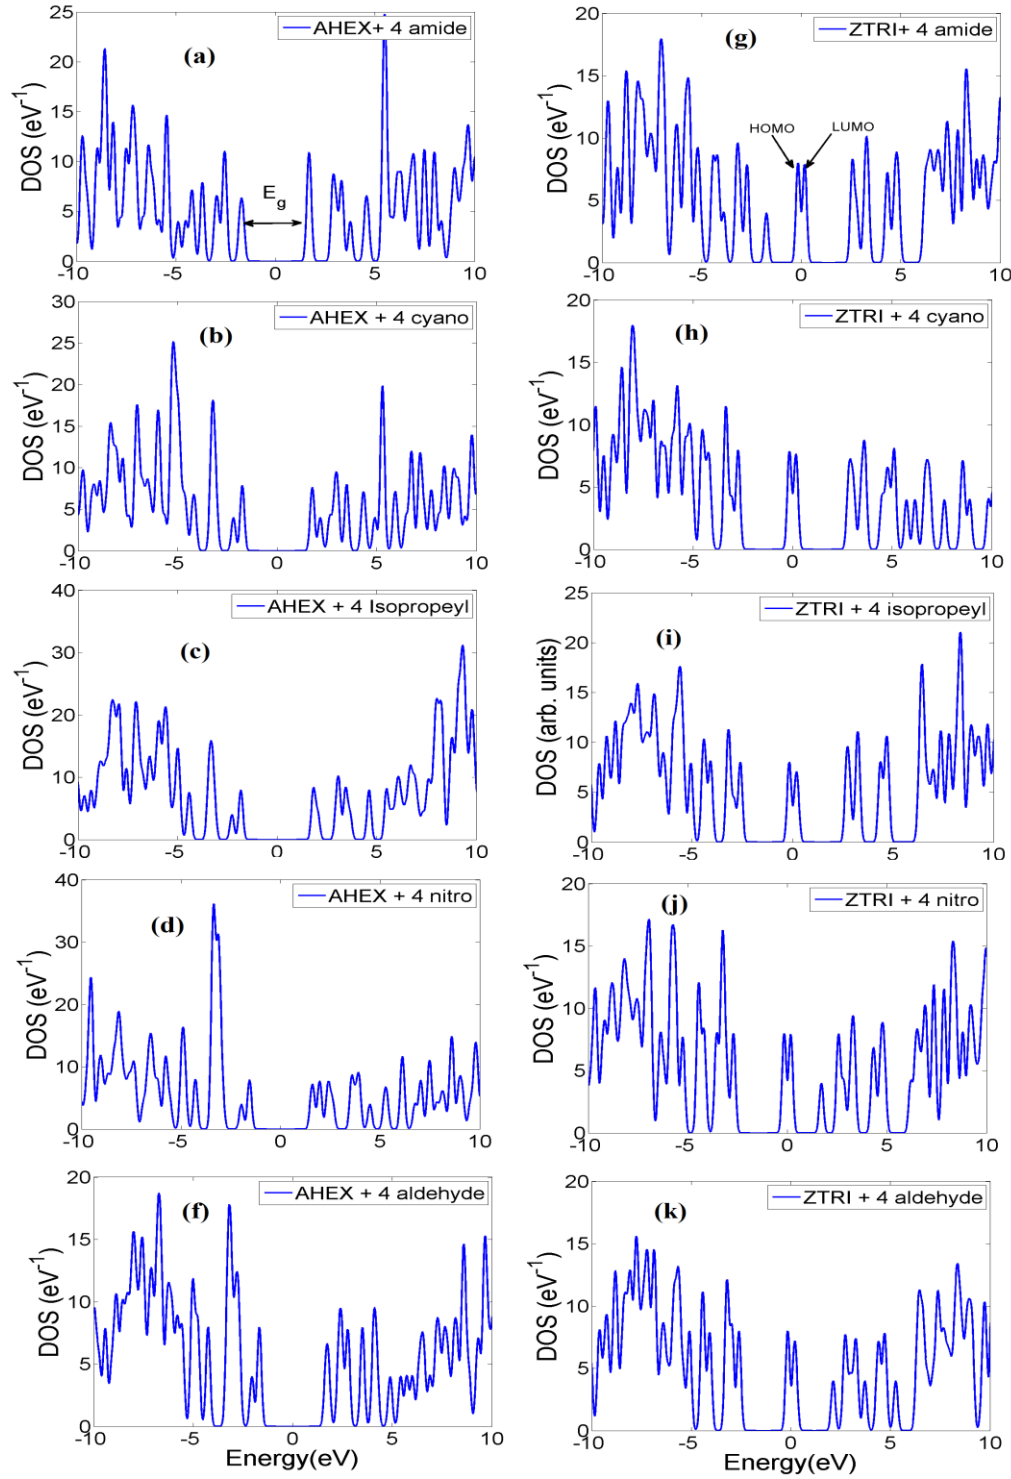 25
20
15
10
5
0
DOS (eV-1)
(a)
AHEX+ 4 amide
Eg
-10
-5
0
5
10
20
15
10
5
0
DOS (eV-1)
(g)
ZTRI+ 4 amide
HOMO
LUMO
-10
-5
0
5
10
30
25
20
15
10
5
0
DOS (eV-1)
(b)
AHEX + 4 cyano
-10
-5
0
5
10
20
15
10
5
0
DOS (eV-1)
(h)
ZTRI + 4 cyano
-10
-5
0
5
10
40
30
20
10
0
DOS (eV-1)
(c)
AHEX + 4 Isopropeyl
-10
-5
0
5
10
25
20
15
10
5
0
DOS (arb. units)
(i)
ZTRI + 4 isopropeyl
-10
-5
0
5
10
40
30
20
10
0
DOS (eV-1)
(d)
AHEX + 4 nitro
-10
-5
0
5
10
20
15
10
5
0
DOS (eV-1)
(j)
ZTRI + 4 nitro
-10
-5
0
5
10
20
15
10
5
0
DOS (eV-1)
(f)
AHEX + 4 aldehyde
-10
-5
0
5
10
Energy(eV)
20
15
10
5
0
DOS (eV-1)
(k)
ZTRI + 4 aldehyde
-10
-5
0
5
10
Energy(eV)